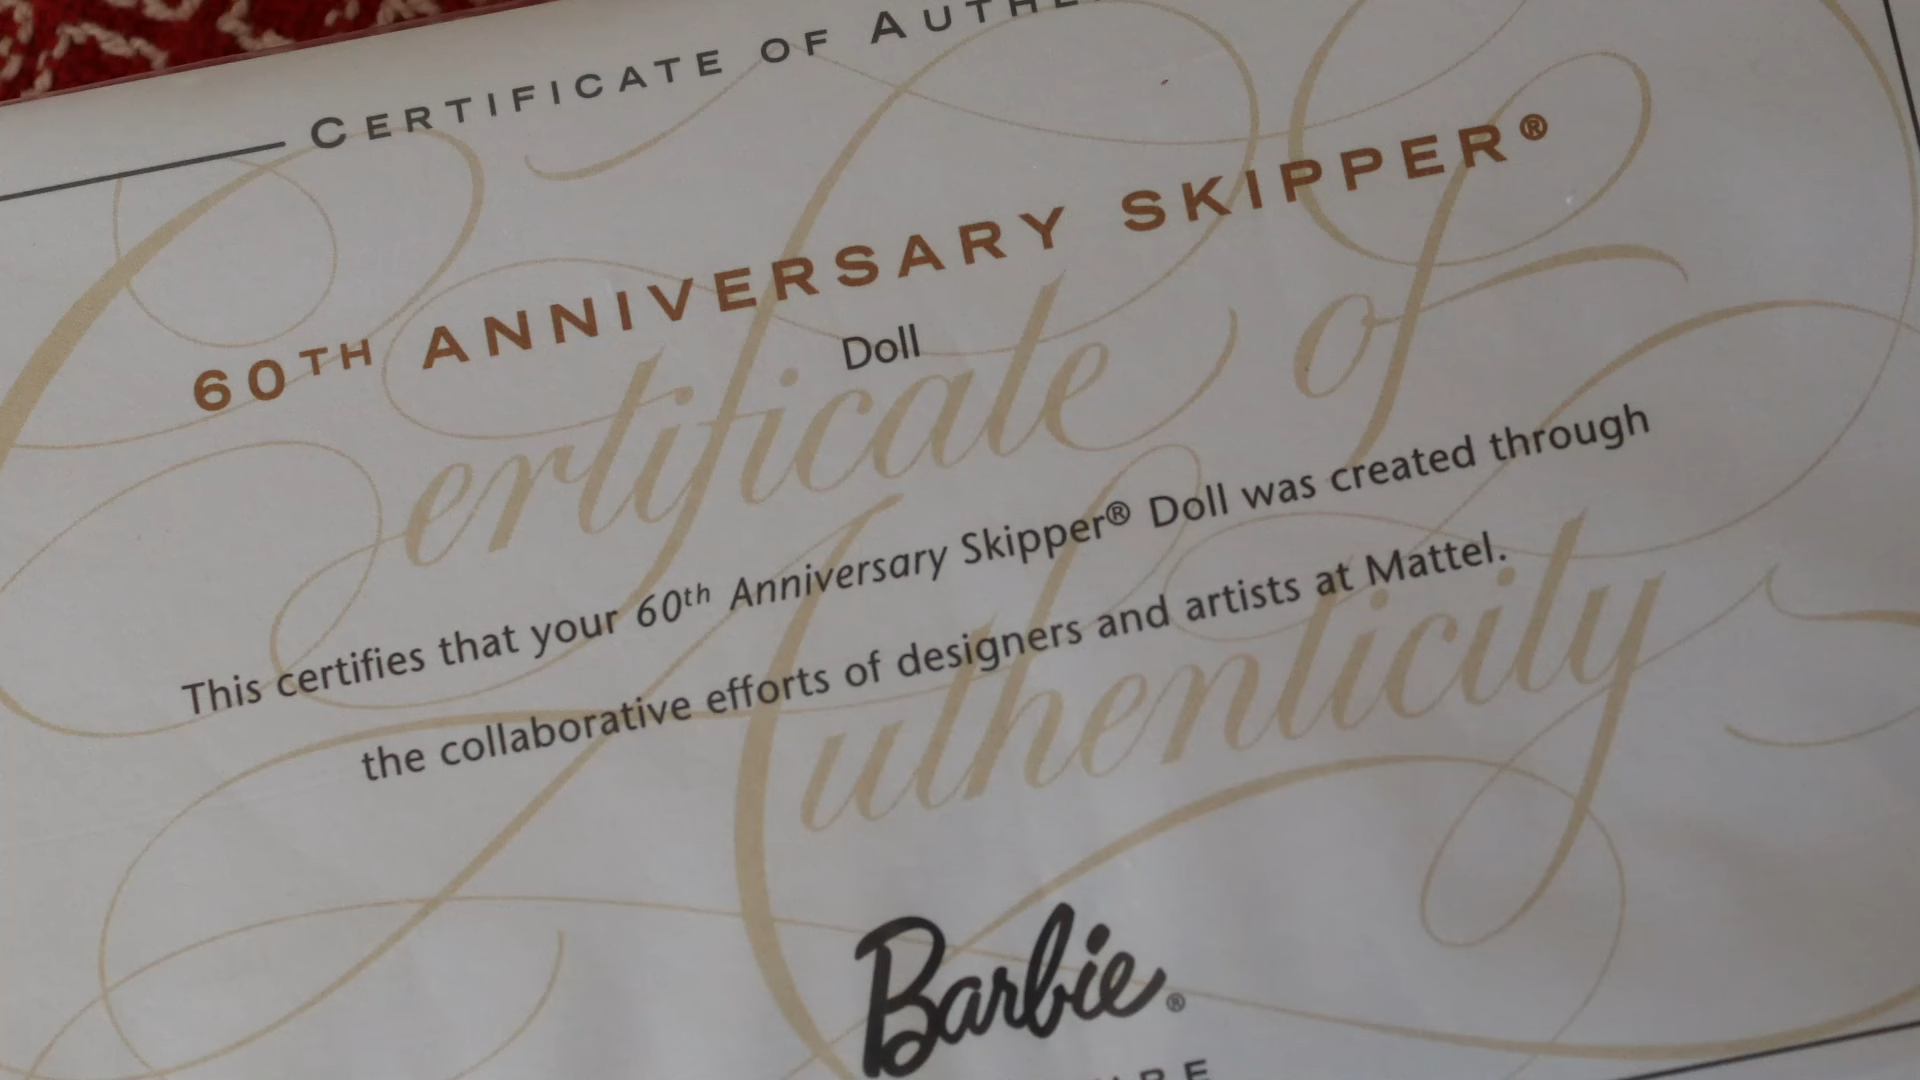 CERTIFICATE OF
60TH ANNIVERSARY SKIPPER®
Doll
Certificate of
Authenticity
This certifies that your 60th Anniversary Skipper® Doll was created through
the collaborative efforts of designers and artists at Mattel.
Barbie®